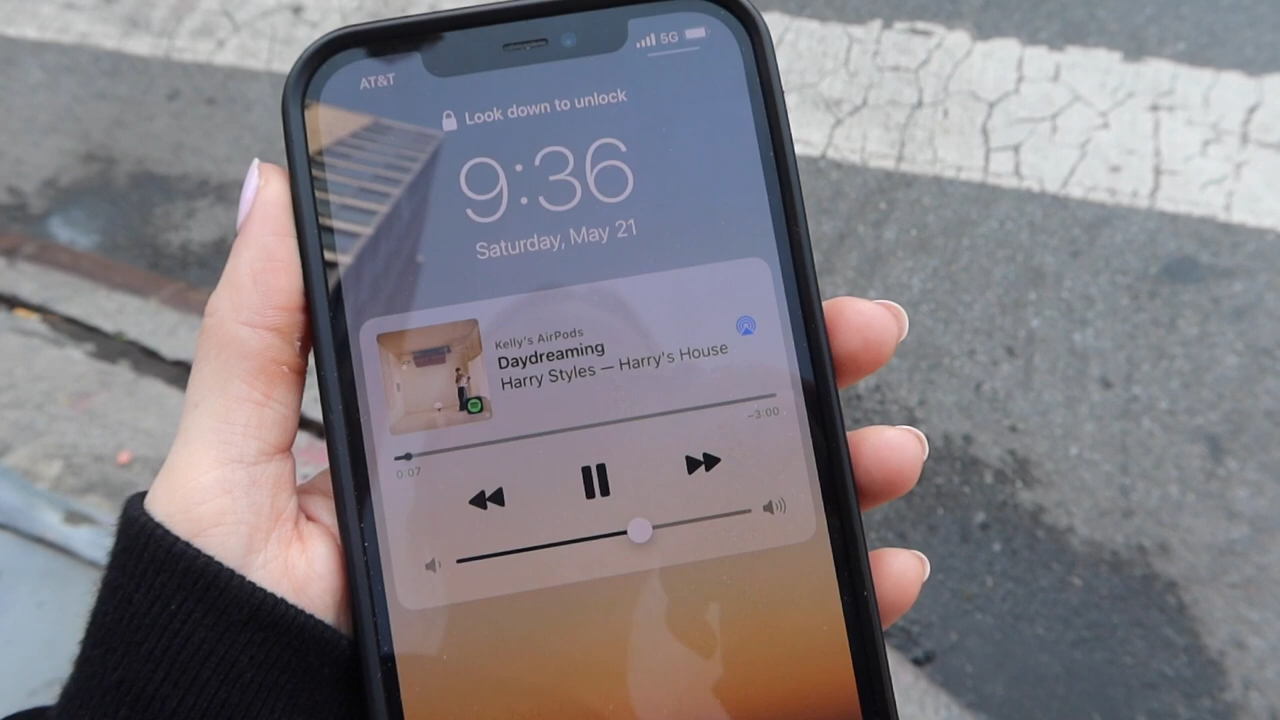 AT&T
5G
Look down to unlock
9:36
Saturday, May 21
Kelly's AirPods
Daydreaming
Harry Styles — Harry's House
0:07
−3:00